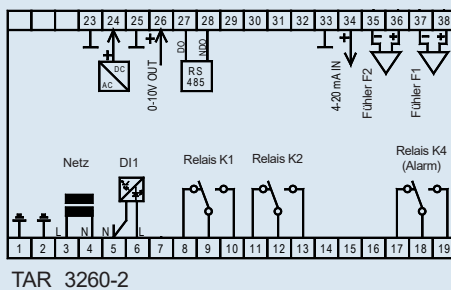 23 24 25 26 27 28 29 30 31 32 33 34 35 36 37 38
+ + DO NDO + - + - +
DC
AC
0-10V OUT
RS
485
4-20 mA IN
Fühler F2
Fühler F1
Netz DI1 Relais K1 Relais K2 Relais K4
(Alarm)
L N N L
1 2 3 4 5 6 7 8 9 10 11 12 13 14 15 16 17 18 19
TAR 3260-2